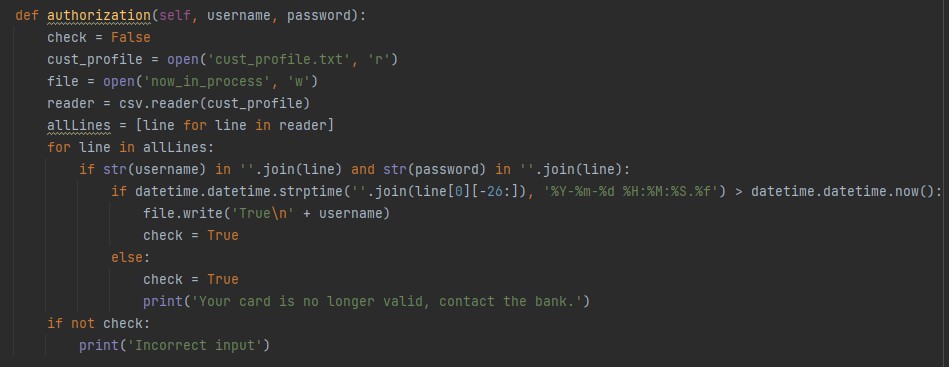 def authorization(self, username, password):
    check = False
    cust_profile = open('cust_profile.txt', 'r')
    file = open('now_in_process', 'w')
    reader = csv.reader(cust_profile)
    allLines = [line for line in reader]
    for line in allLines:
        if str(username) in ''.join(line) and str(password) in ''.join(line):
            if datetime.datetime.strptime(''.join(line[0][-26:]), '%Y-%m-%d %H:%M:%S.%f') > datetime.datetime.now():
                file.write('True\n' + username)
                check = True
            else:
                check = True
                print('Your card is no longer valid, contact the bank.')
    if not check:
        print('Incorrect input')